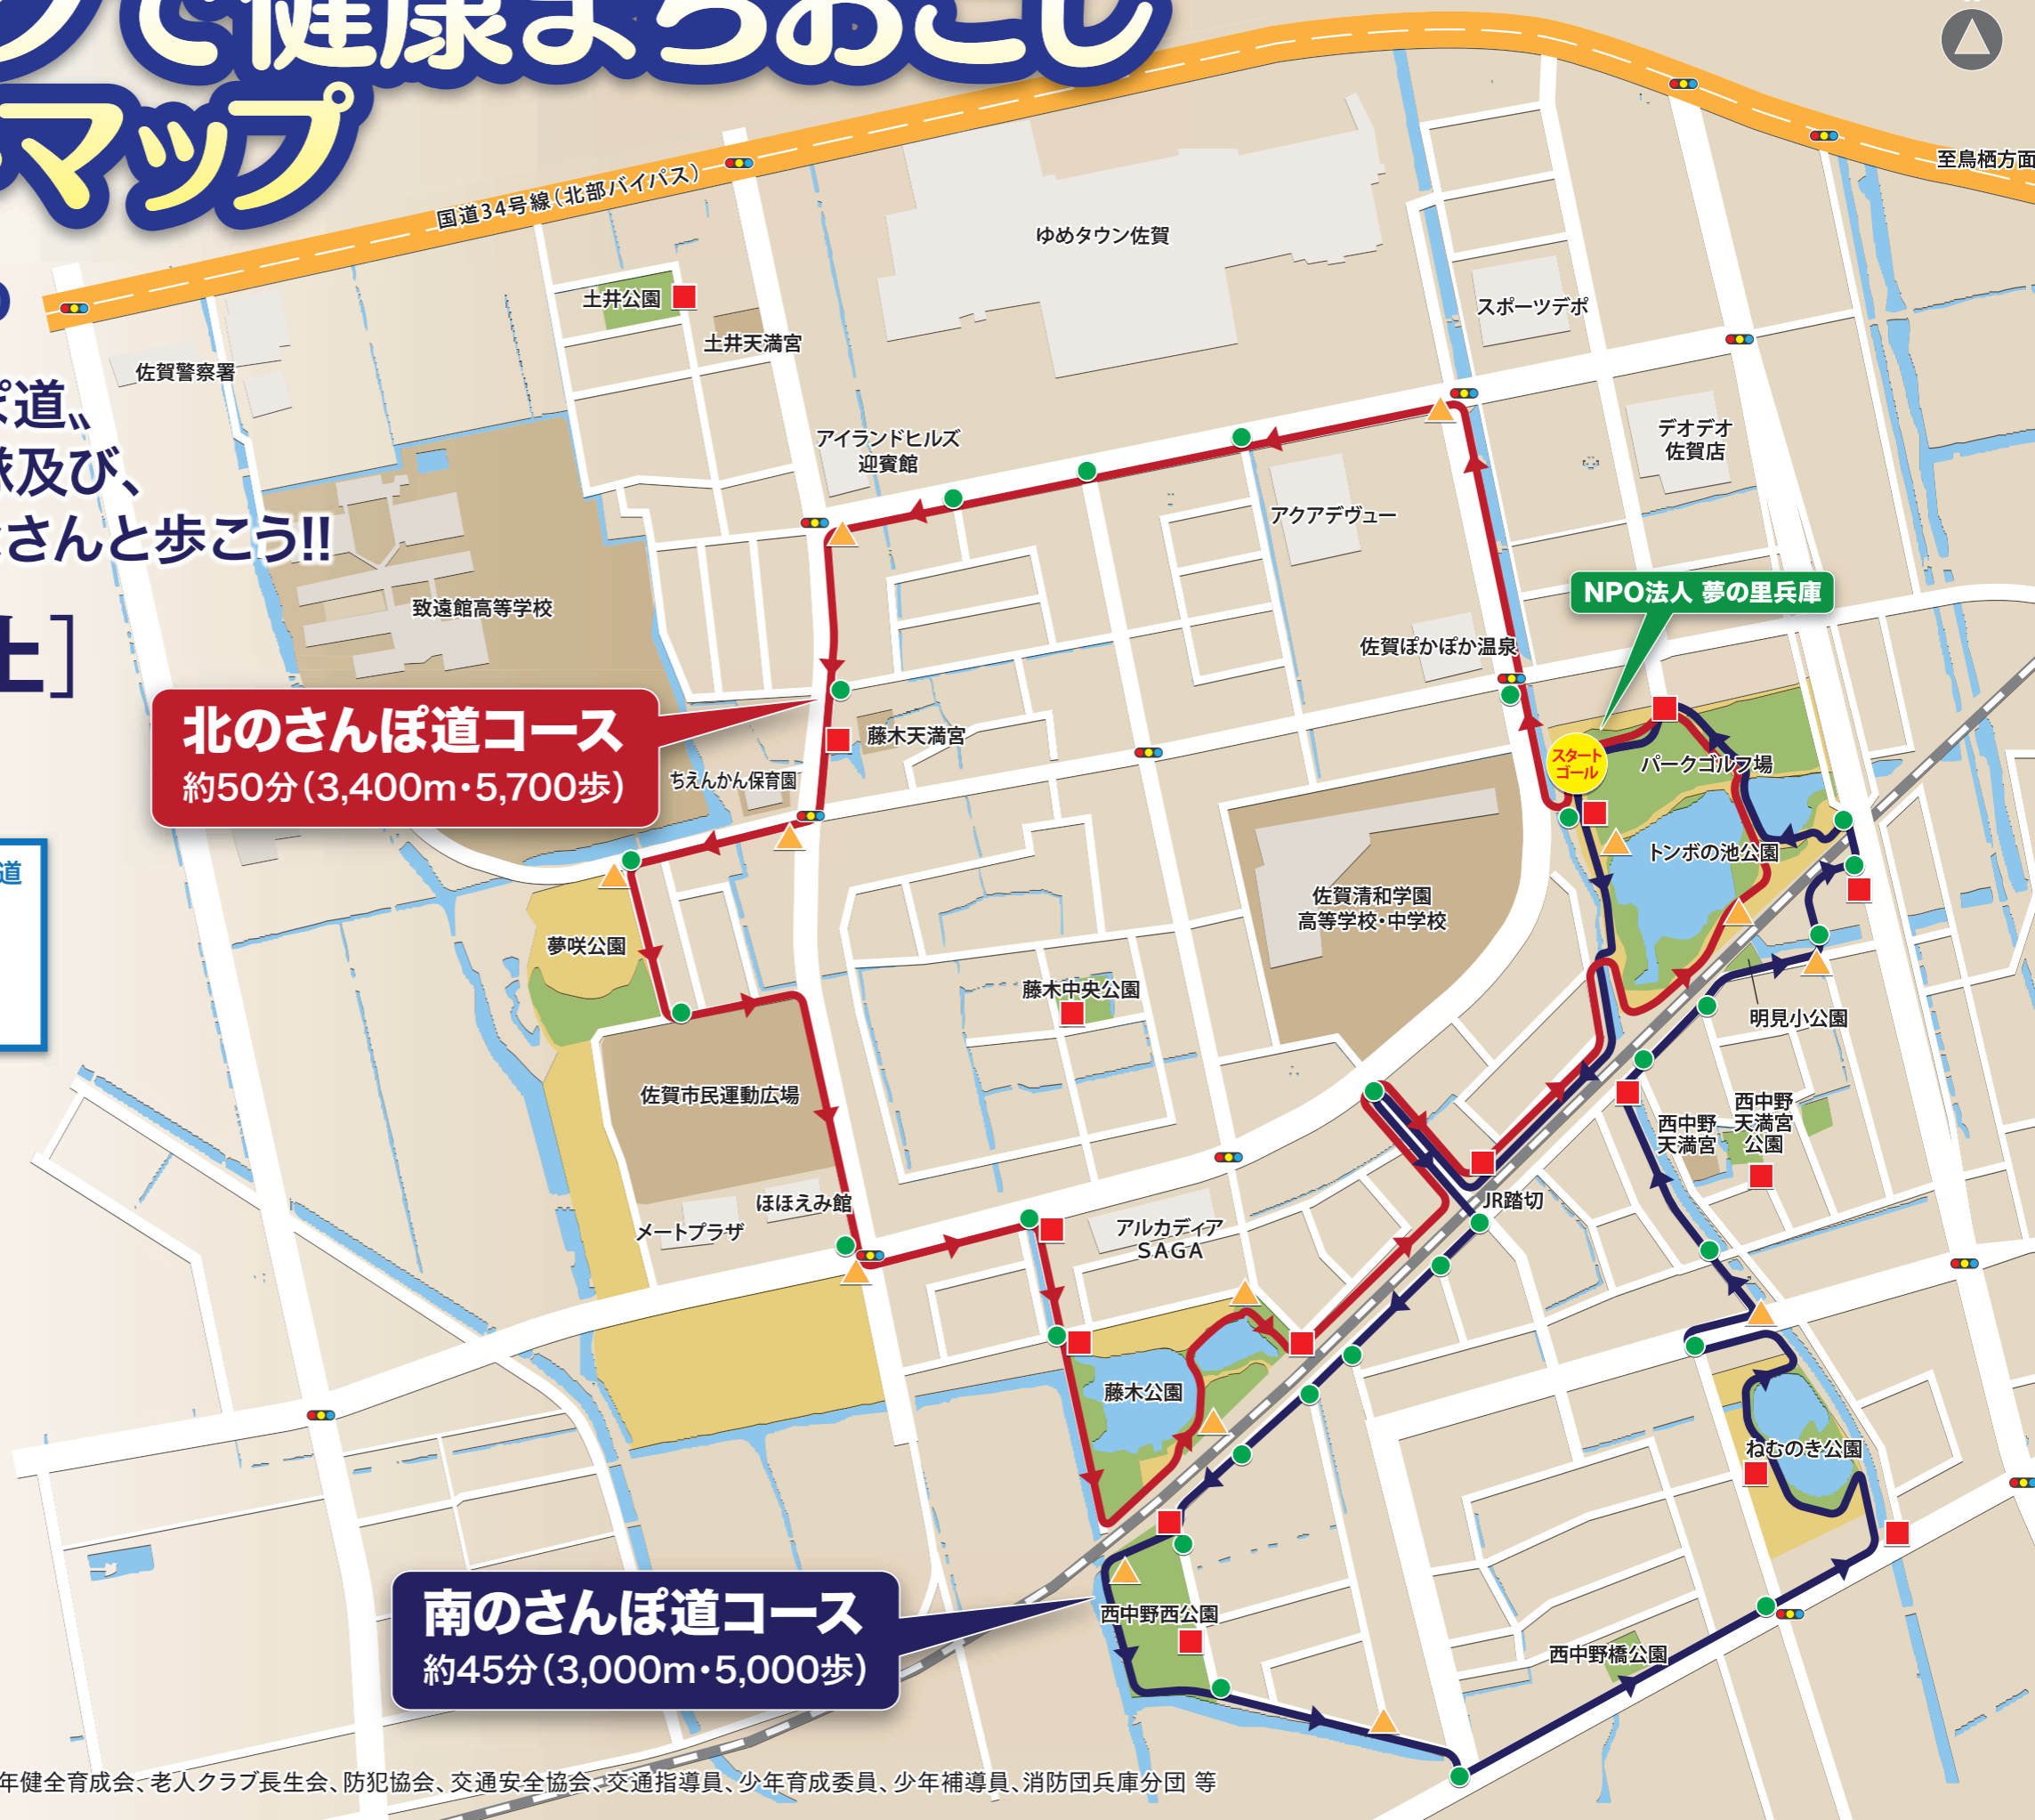 で健康まちおこし
マップ
道〟
及び、
さんと歩こう!!
土］
道
国道34号線（北部バイパス）
至鳥栖方面
ゆめタウン佐賀
土井公園
土井天満宮
スポーツデポ
佐賀警察署
アイランドヒルズ
迎賓館
デオデオ
佐賀店
アクアデヴュー
致遠館高等学校
NPO法人 夢の里兵庫
佐賀ぽかぽか温泉
北のさんぽ道コース
約50分（3,400m・5,700歩）
藤木天満宮
ちえんかん保育園
スタート
ゴール
パークゴルフ場
トンボの池公園
佐賀清和学園
高等学校・中学校
夢咲公園
藤木中央公園
明見小公園
佐賀市民運動広場
西中野
天満宮
西中野
天満宮
公園
ほほえみ館
メートプラザ
JR踏切
アルカディア
SAGA
藤木公園
ねむのき公園
南のさんぽ道コース
約45分（3,000m・5,000歩）
西中野西公園
西中野橋公園
年健全育成会、老人クラブ長生会、防犯協会、交通安全協会、交通指導員、少年育成委員、少年補導員、消防団兵庫分団 等